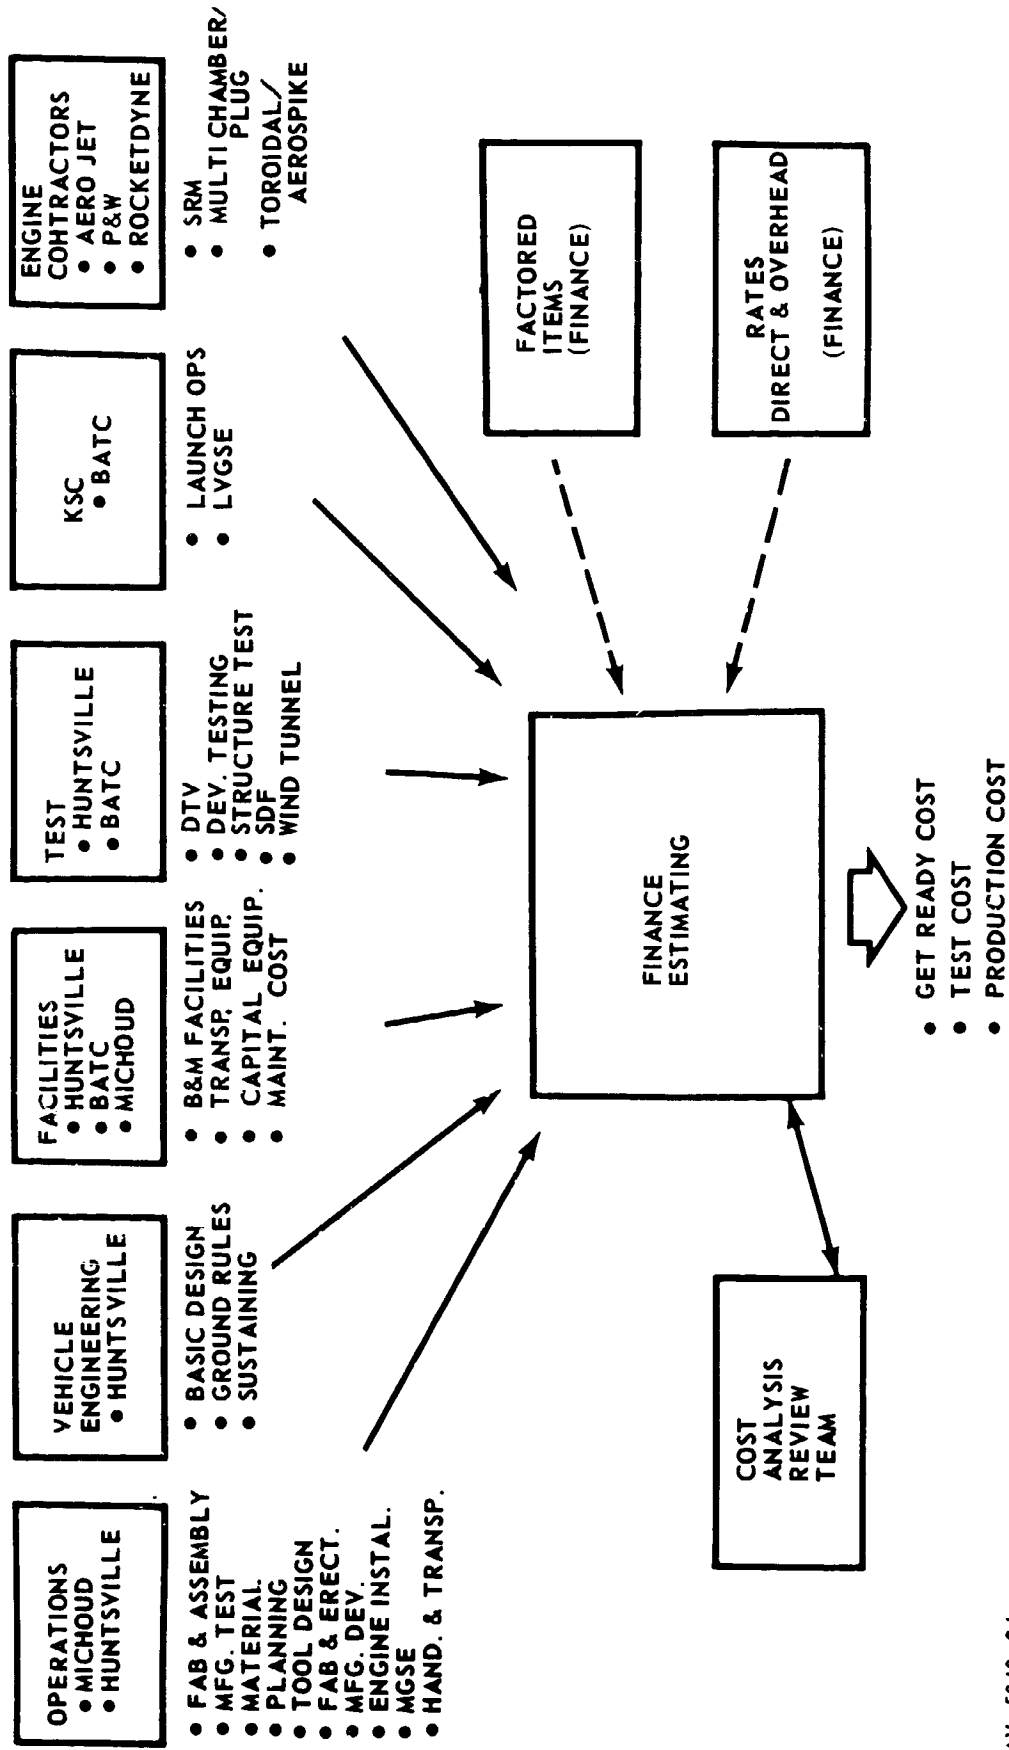 OPERATIONS
• MICHOUD
• HUNTSVILLE
• FAB & ASSEMBLY
• MFG. TEST
• MATERIAL
• PLANNING
• TOOL DESIGN
• FAB & ERECT.
• MFG. DEV.
• ENGINE INSTAL.
• MGSE
• HAND. & TRANSP.
VEHICLE
ENGINEERING
• HUNTSVILLE
• BASIC DESIGN
• GROUND RULES
• SUSTAINING
FACILITIES
• HUNTSVILLE
• BATC
• MICHOUD
• B&M FACILITIES
• TRANSP. EQUIP.
• CAPITAL EQUIP.
• MAINT. COST
TEST
• HUNTSVILLE
• BATC
• DTV
• DEV. TESTING
• STRUCTURE TEST
• SDF
• WIND TUNNEL
KSC
• BATC
• LAUNCH OPS
• LVGSE
ENGINE
COHTRACTORS
• AERO JET
• P&W
• ROCKETDYNE
• SRM
• MULTI CHAMBER/
PLUG
• TOROIDAL/
AEROSPIKE
FACTORED
ITEMS
(FINANCE)
RATES
DIRECT & OVERHEAD
(FINANCE)
FINANCE
ESTIMATING
COST
ANALYSIS
REVIEW
TEAM
• GET READY COST
• TEST COST
• PRODUCTION COST